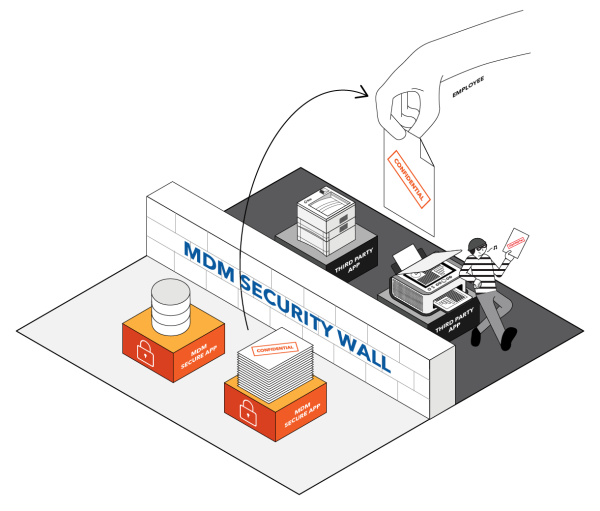 EMPLOYEE
CONFIDENTIAL
THIRD PARTY
APP
MDM SECURITY WALL
THIRD PARTY
APP
MDM
SECURE APP
CONFIDENTIAL
MDM
SECURE APP